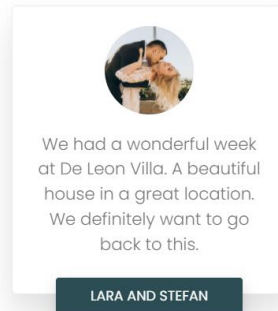 We had a wonderful week
at De Leon Villa. A beautiful
house in a great location.
We definitely want to go
back to this.
LARA AND STEFAN